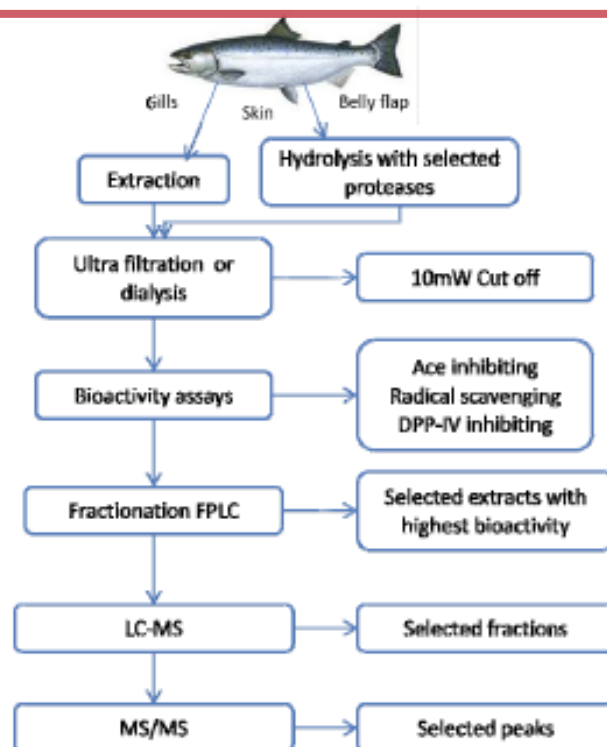 Gills
Skin
Belly flap
Extraction
Hydrolysis with selected
proteases
Ultra filtration or
dialysis
10mW Cut off
Bioactivity assays
Ace inhibiting
Radical scavenging
DPP-IV inhibiting
Fractionation FPLC
Selected extracts with
highest bioactivity
LC-MS
Selected fractions
MS/MS
Selected peaks